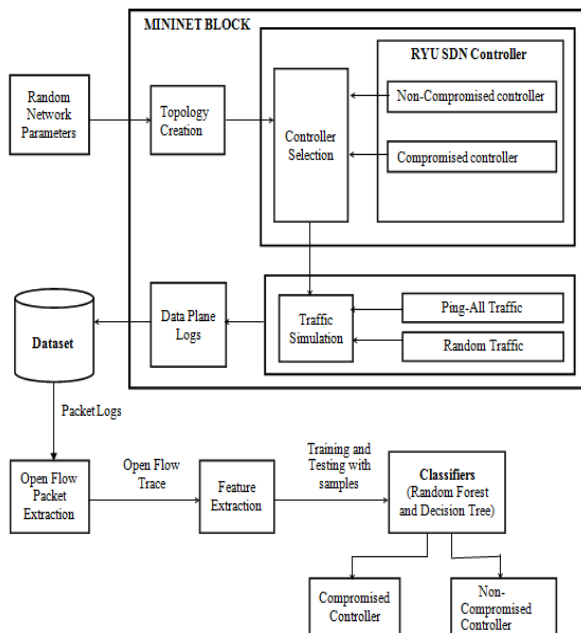 MININET BLOCK
RYU SDN Controller
Random
Network
Parameters
Topology
Creation
Controller
Selection
Non-Compromised controller
Compromised controller
Dataset
Data Plane
Logs
Traffic
Simulation
Ping-All Traffic
Random Traffic
Packet Logs
Open Flow
Packet
Extraction
Open Flow
Trace
Feature
Extraction
Training and
Testing with
samples
Classifiers
(Random Forest
and Decision Tree)
Compromised
Controller
Non-
Compromised
Controller